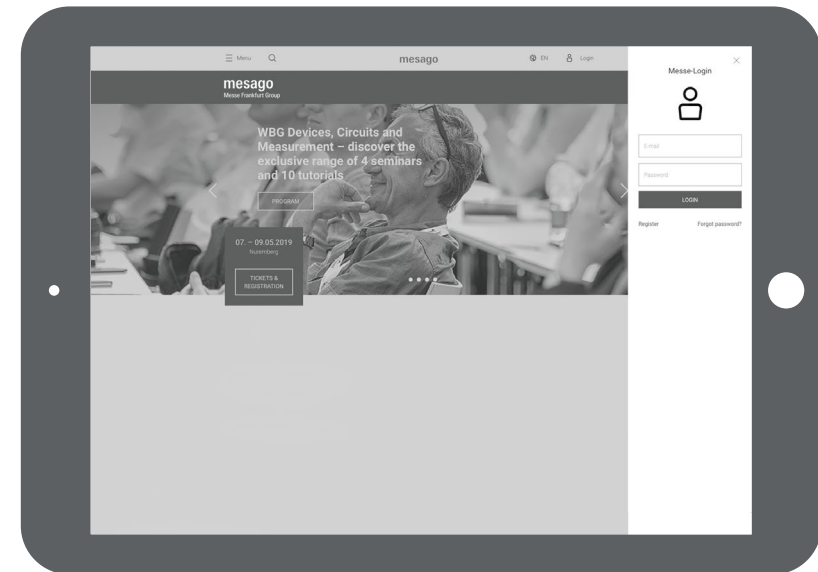 Menu
mesago
EN
Login
mesago
Messe Frankfurt Group
WBG Devices, Circuits and
Measurement – discover the
exclusive range of 4 seminars
and 10 tutorials
PROGRAM
07. – 09.05.2019
Nuremberg
TICKETS &
REGISTRATION
Messe-Login
E-mail
Password
LOGIN
Register
Forgot password?